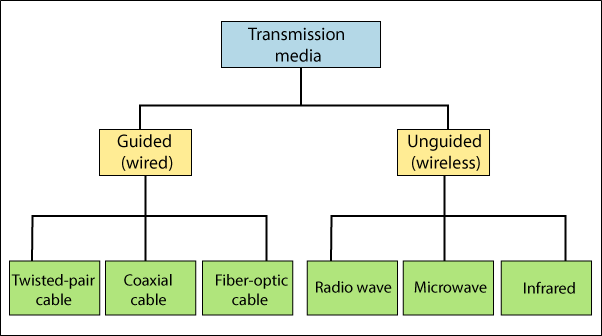 Transmission
media
Guided
(wired)
Unguided
(wireless)
Twisted-pair
cable
Coaxial
cable
Fiber-optic
cable
Radio wave
Microwave
Infrared